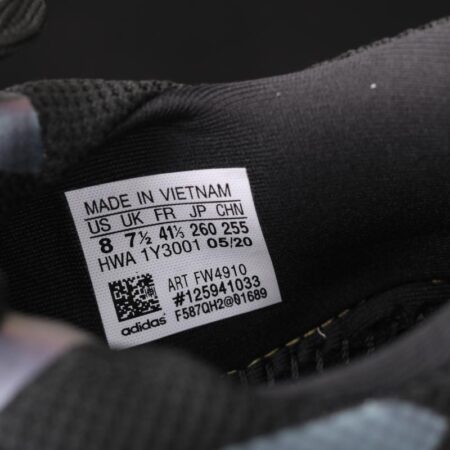 MADE IN VIETNAM
US UK FR JP CHN
8 7½ 41⅓ 260 255
HWA 1Y3001 05/20
ART FW4910
#125941033
F587QH2@01689
adidas